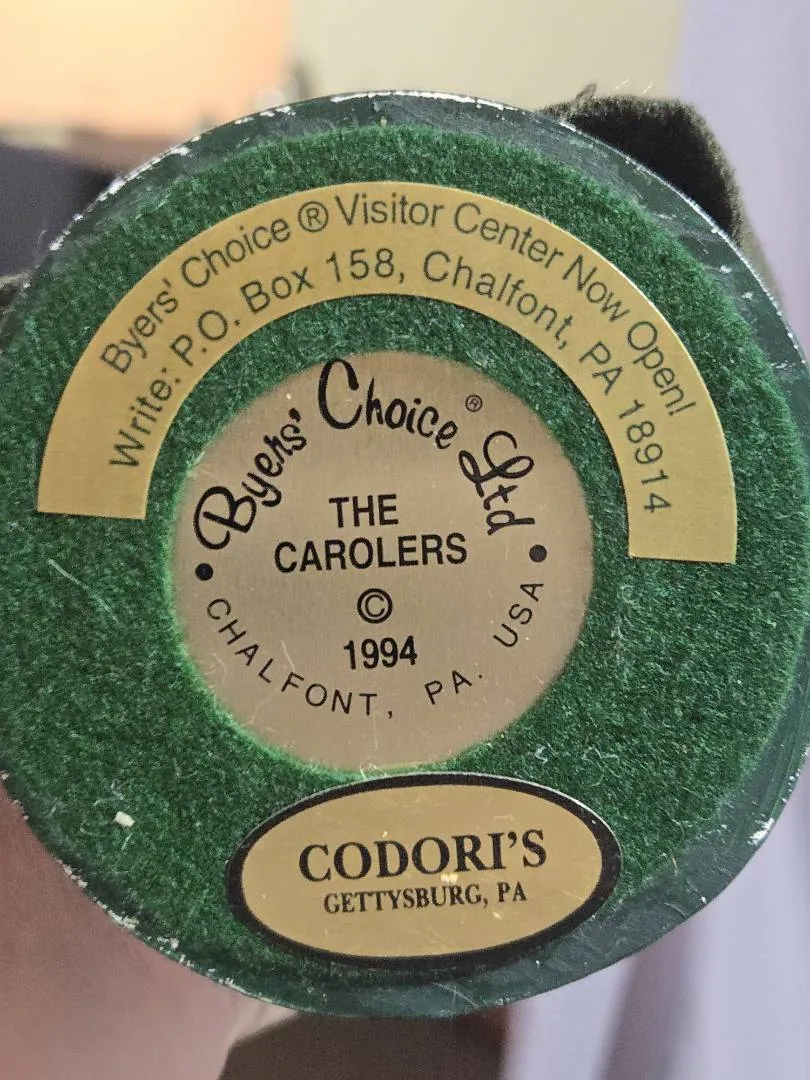 Byers' Choice ® Visitor Center Now Open!
Write: P.O. Box 158, Chalfont, PA 18914
Byers' Choice ® Ltd
THE
CAROLERS
©
1994
• CHALFONT, PA. USA •
CODORI'S
GETTYSBURG, PA